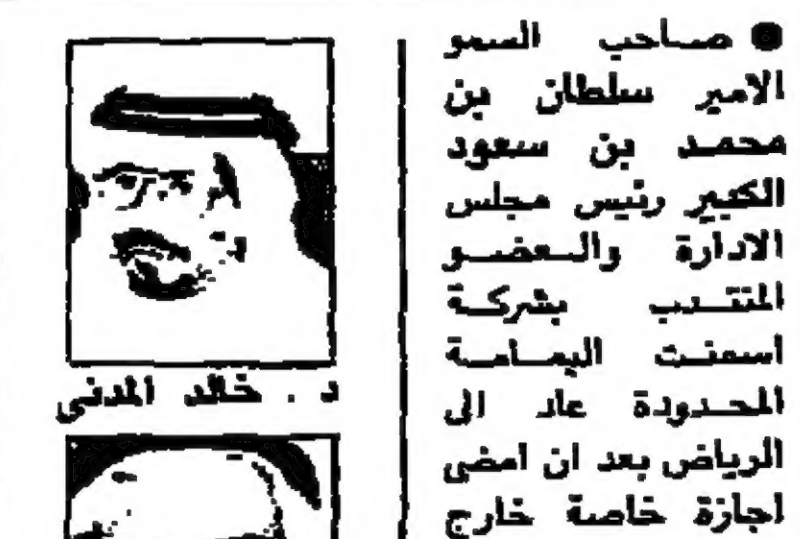 ● صاحب السمو
الامير سلطان بن
محمد بن سعود
الكبير رئيس مجلس
الادارة والعضو
المنتدب بشركة
اسمنت اليمامة
المحدودة عاد الى
الرياض بعد ان امضى
اجازة خاصة خارج
د . خالد المدنى